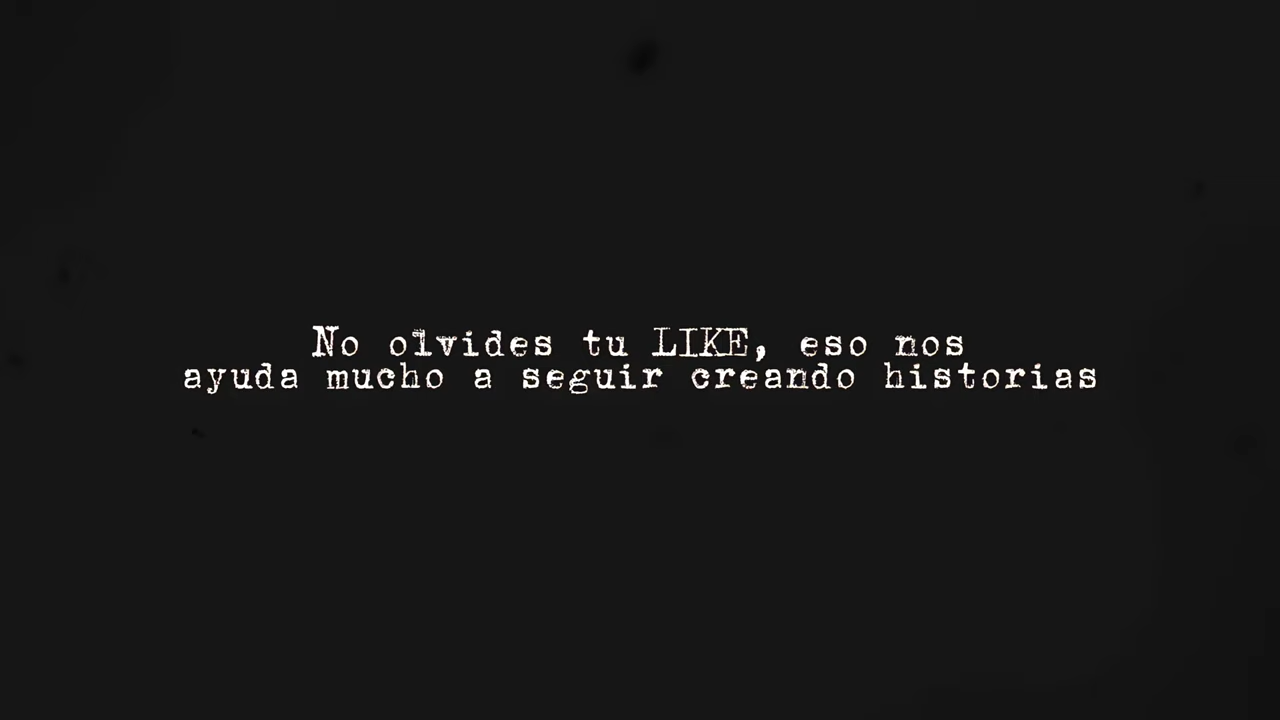 No olvides tu LIKE, eso nos
ayuda mucho a seguir creando historias